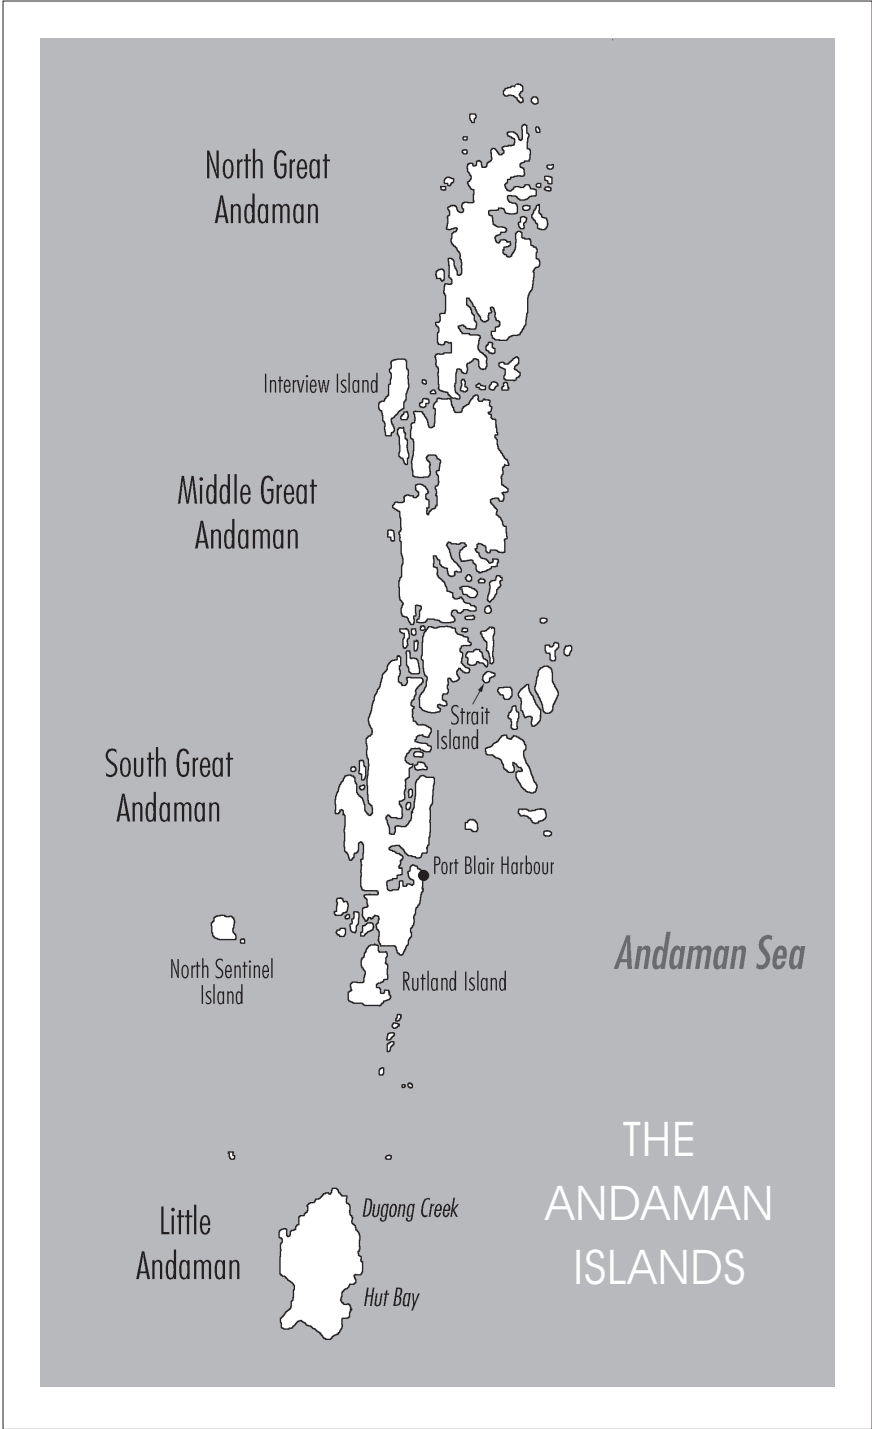 North Great
Andaman
Interview Island
Middle Great
Andaman
Strait
Island
South Great
Andaman
Port Blair Harbour
Andaman Sea
North Sentinel
Island
Rutland Island
THE
ANDAMAN
ISLANDS
Dugong Creek
Little
Andaman
Hut Bay